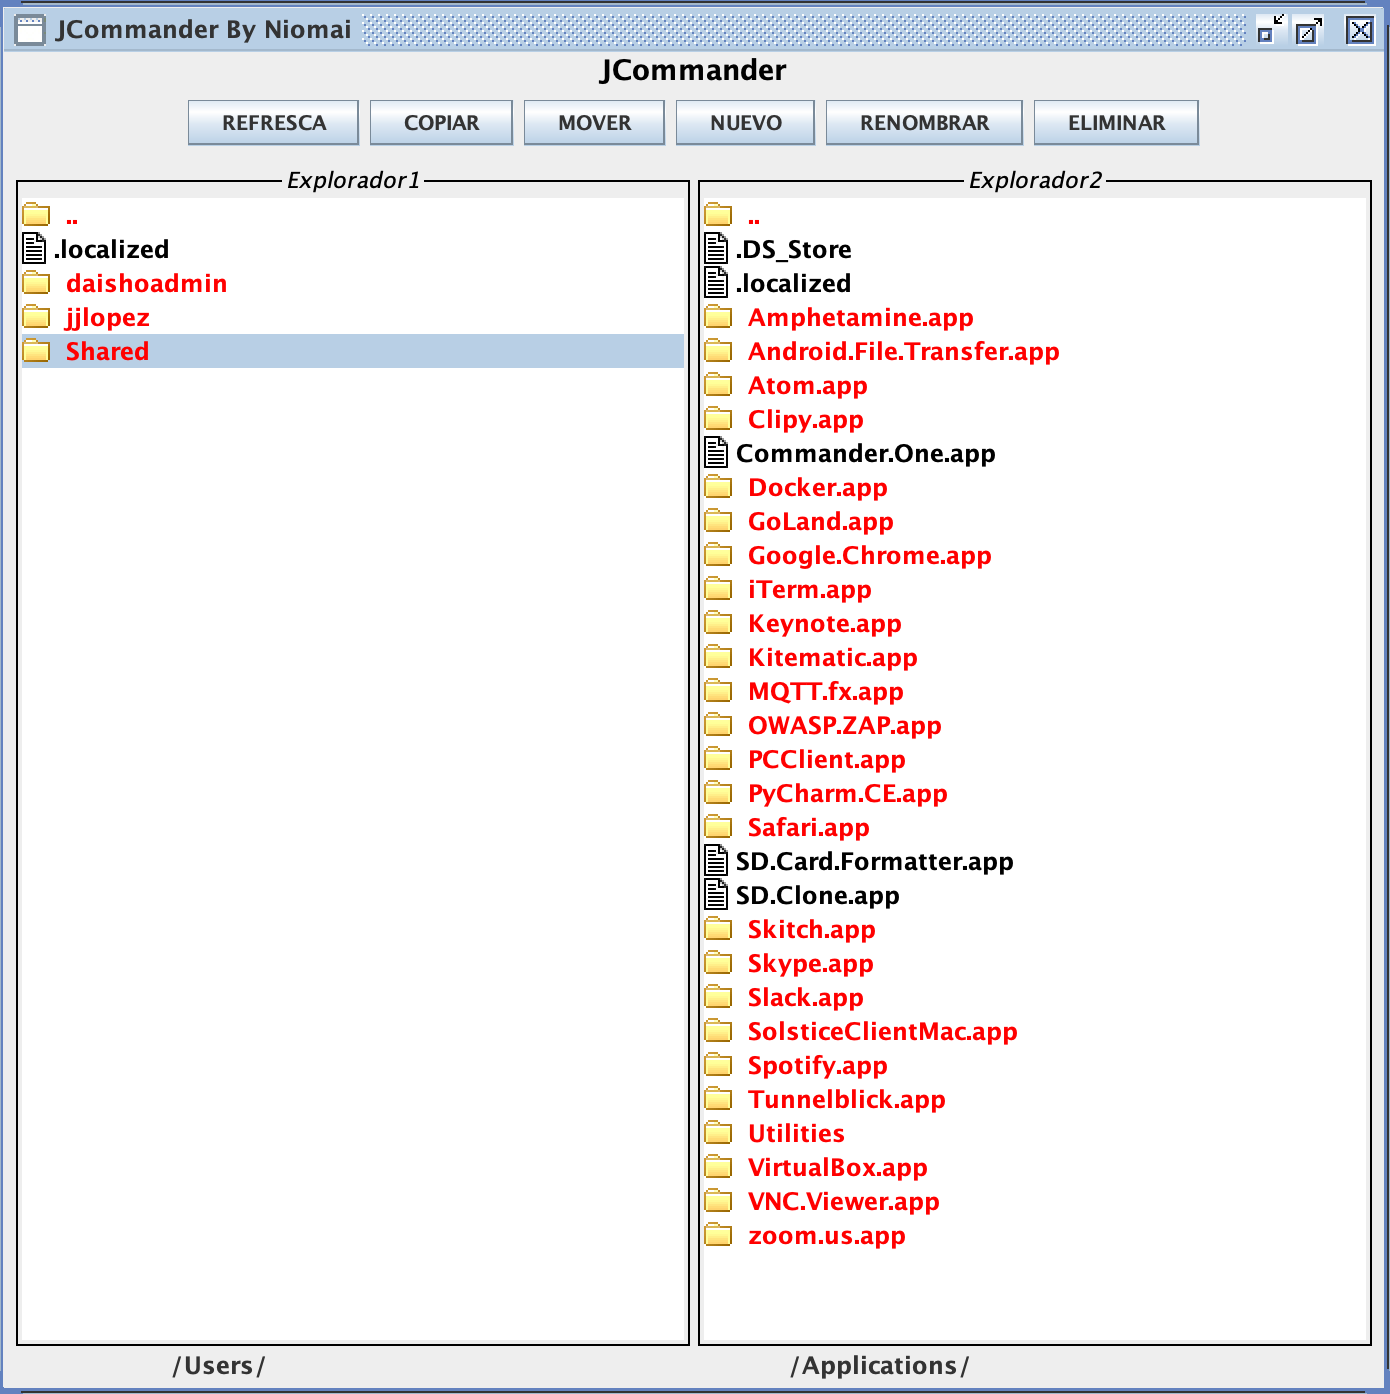 JCommander By Niomai
JCommander
REFRESCA COPIAR MOVER NUEVO RENOMBRAR ELIMINAR
Explorador1
..
.localized
daishoadmin
jjlopez
Shared
/Users/
Explorador2
..
.DS_Store
.localized
Amphetamine.app
Android.File.Transfer.app
Atom.app
Clipy.app
Commander.One.app
Docker.app
GoLand.app
Google.Chrome.app
iTerm.app
Keynote.app
Kitematic.app
MQTT.fx.app
OWASP.ZAP.app
PCClient.app
PyCharm.CE.app
Safari.app
SD.Card.Formatter.app
SD.Clone.app
Skitch.app
Skype.app
Slack.app
SolsticeClientMac.app
Spotify.app
Tunnelblick.app
Utilities
VirtualBox.app
VNC.Viewer.app
zoom.us.app
/Applications/